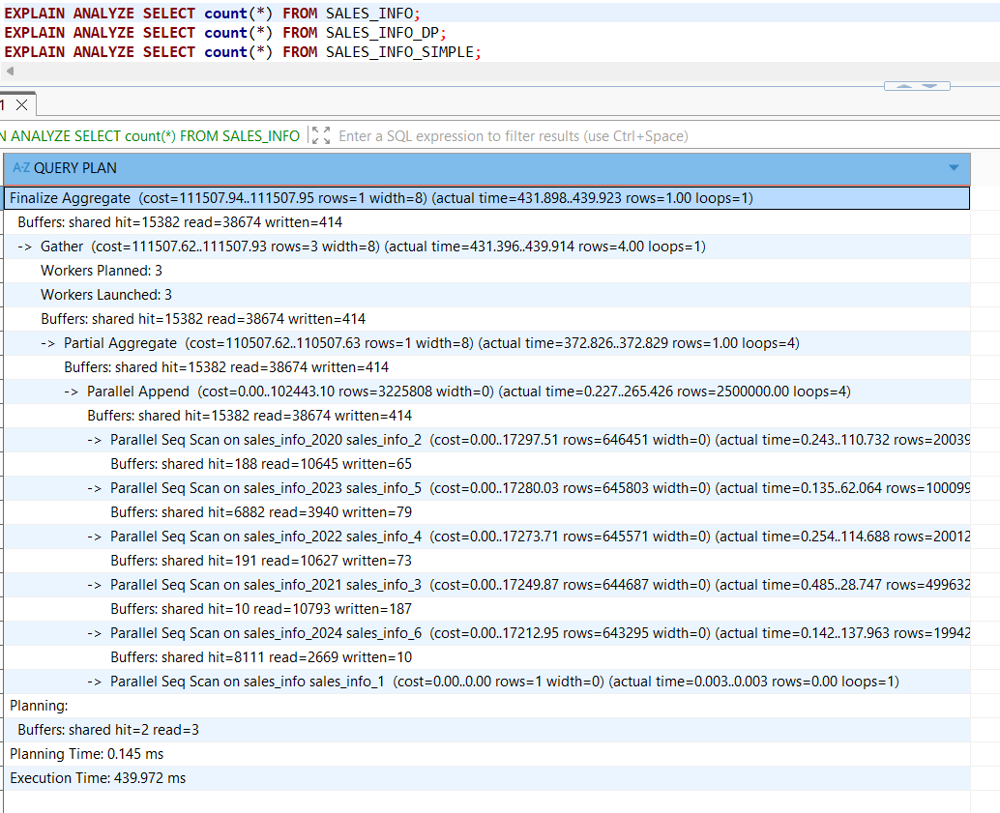 EXPLAIN ANALYZE SELECT count(*) FROM SALES_INFO;
EXPLAIN ANALYZE SELECT count(*) FROM SALES_INFO_DP;
EXPLAIN ANALYZE SELECT count(*) FROM SALES_INFO_SIMPLE;
1
N ANALYZE SELECT count(*) FROM SALES_INFO Enter a SQL expression to filter results (use Ctrl+Space)
A-Z QUERY PLAN
Finalize Aggregate (cost=111507.94..111507.95 rows=1 width=8) (actual time=431.898..439.923 rows=1.00 loops=1)
Buffers: shared hit=15382 read=38674 written=414
-> Gather (cost=111507.62..111507.93 rows=3 width=8) (actual time=431.396..439.914 rows=4.00 loops=1)
Workers Planned: 3
Workers Launched: 3
Buffers: shared hit=15382 read=38674 written=414
-> Partial Aggregate (cost=110507.62..110507.63 rows=1 width=8) (actual time=372.826..372.829 rows=1.00 loops=4)
Buffers: shared hit=15382 read=38674 written=414
-> Parallel Append (cost=0.00..102443.10 rows=3225808 width=0) (actual time=0.227..265.426 rows=2500000.00 loops=4)
Buffers: shared hit=15382 read=38674 written=414
-> Parallel Seq Scan on sales_info_2020 sales_info_2 (cost=0.00..17297.51 rows=646451 width=0) (actual time=0.243..110.732 rows=20039
Buffers: shared hit=188 read=10645 written=65
-> Parallel Seq Scan on sales_info_2023 sales_info_5 (cost=0.00..17280.03 rows=645803 width=0) (actual time=0.135..62.064 rows=100099
Buffers: shared hit=6882 read=3940 written=79
-> Parallel Seq Scan on sales_info_2022 sales_info_4 (cost=0.00..17273.71 rows=645571 width=0) (actual time=0.254..114.688 rows=20012
Buffers: shared hit=191 read=10627 written=73
-> Parallel Seq Scan on sales_info_2021 sales_info_3 (cost=0.00..17249.87 rows=644687 width=0) (actual time=0.485..28.747 rows=499632
Buffers: shared hit=10 read=10793 written=187
-> Parallel Seq Scan on sales_info_2024 sales_info_6 (cost=0.00..17212.95 rows=643295 width=0) (actual time=0.142..137.963 rows=19942
Buffers: shared hit=8111 read=2669 written=10
-> Parallel Seq Scan on sales_info sales_info_1 (cost=0.00..0.00 rows=1 width=0) (actual time=0.003..0.003 rows=0.00 loops=1)
Planning:
Buffers: shared hit=2 read=3
Planning Time: 0.145 ms
Execution Time: 439.972 ms